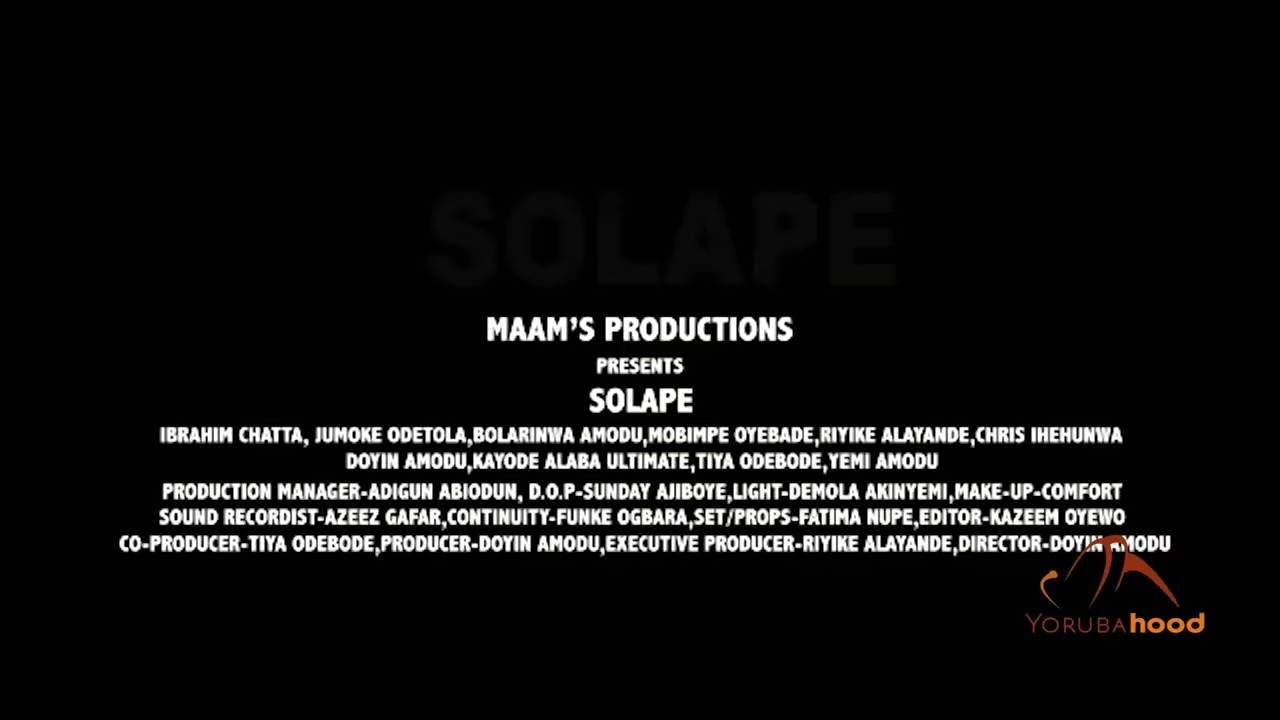 SOLAPE
MAAM'S PRODUCTIONS
PRESENTS
SOLAPE
IBRAHIM CHATTA, JUMOKE ODETOLA,BOLARINWA AMODU,MOBIMPE OYEBADE,RIYIKE ALAYANDE,CHRIS IHEHUNWA
DOYIN AMODU,KAYODE ALABA ULTIMATE,TIYA ODEBODE,YEMI AMODU
PRODUCTION MANAGER-ADIGUN ABIODUN, D.O.P-SUNDAY AJIBOYE,LIGHT-DEMOLA AKINYEMI,MAKE-UP-COMFORT
SOUND RECORDIST-AZEEZ GAFAR,CONTINUITY-FUNKE OGBARA,SET/PROPS-FATIMA NUPE,EDITOR-KAZEEM OYEWO
CO-PRODUCER-TIYA ODEBODE,PRODUCER-DOYIN AMODU,EXECUTIVE PRODUCER-RIYIKE ALAYANDE,DIRECTOR-DOYIN AMODU
YORUBAhood